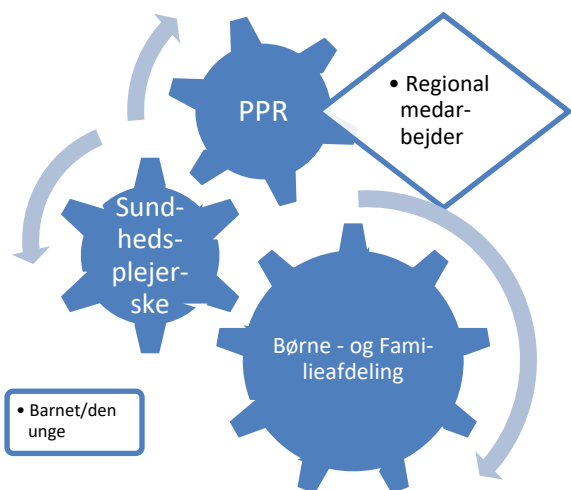 PPR
• Regional
medar-
bejder
Sund-
heds-
plejer-
ske
Børne - og Fami-
lieafdeling
• Barnet/den
unge